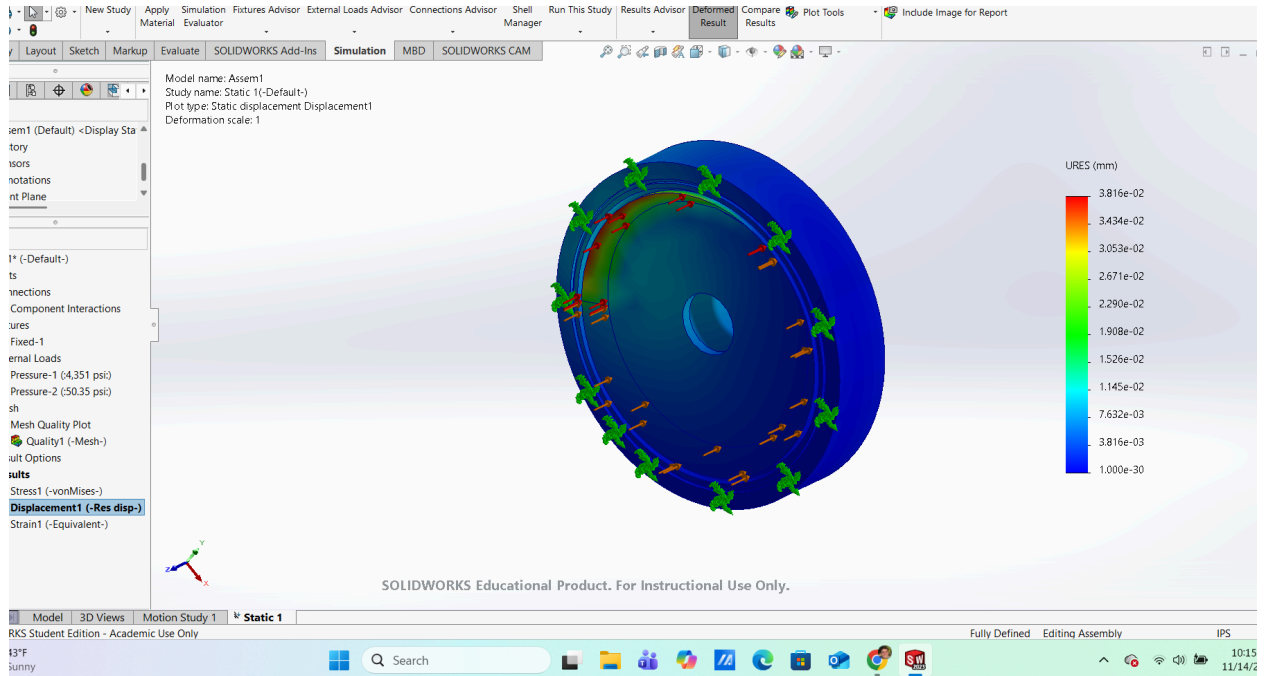 New Study
Apply Material
Simulation Evaluator
Fixtures Advisor
External Loads Advisor
Connections Advisor
Shell Manager
Run This Study
Results Advisor
Deformed Result
Compare Results
Plot Tools
Include Image for Report
Layout
Sketch
Markup
Evaluate
SOLIDWORKS Add-Ins
Simulation
MBD
SOLIDWORKS CAM
Model name: Assem1
Study name: Static 1(-Default-)
Plot type: Static displacement Displacement1
Deformation scale: 1
sem1 (Default) <Display Sta
tory
nsors
notations
nt Plane
1* (-Default-)
ts
nnections
Component Interactions
tures
Fixed-1
ernal Loads
Pressure-1 (:4,351 psi:)
Pressure-2 (:50.35 psi:)
sh
Mesh Quality Plot
Quality1 (-Mesh-)
sult Options
sults
Stress1 (-vonMises-)
Displacement1 (-Res disp-)
Strain1 (-Equivalent-)
URES (mm)
3.816e-02
3.434e-02
3.053e-02
2.671e-02
2.290e-02
1.908e-02
1.526e-02
1.145e-02
7.632e-03
3.816e-03
1.000e-30
Y
Z
X
SOLIDWORKS Educational Product. For Instructional Use Only.
Model
3D Views
Motion Study 1
Static 1
RKS Student Edition - Academic Use Only
Fully Defined
Editing Assembly
IPS
43°F
Sunny
Search
SW
2025
10:15
11/14/2